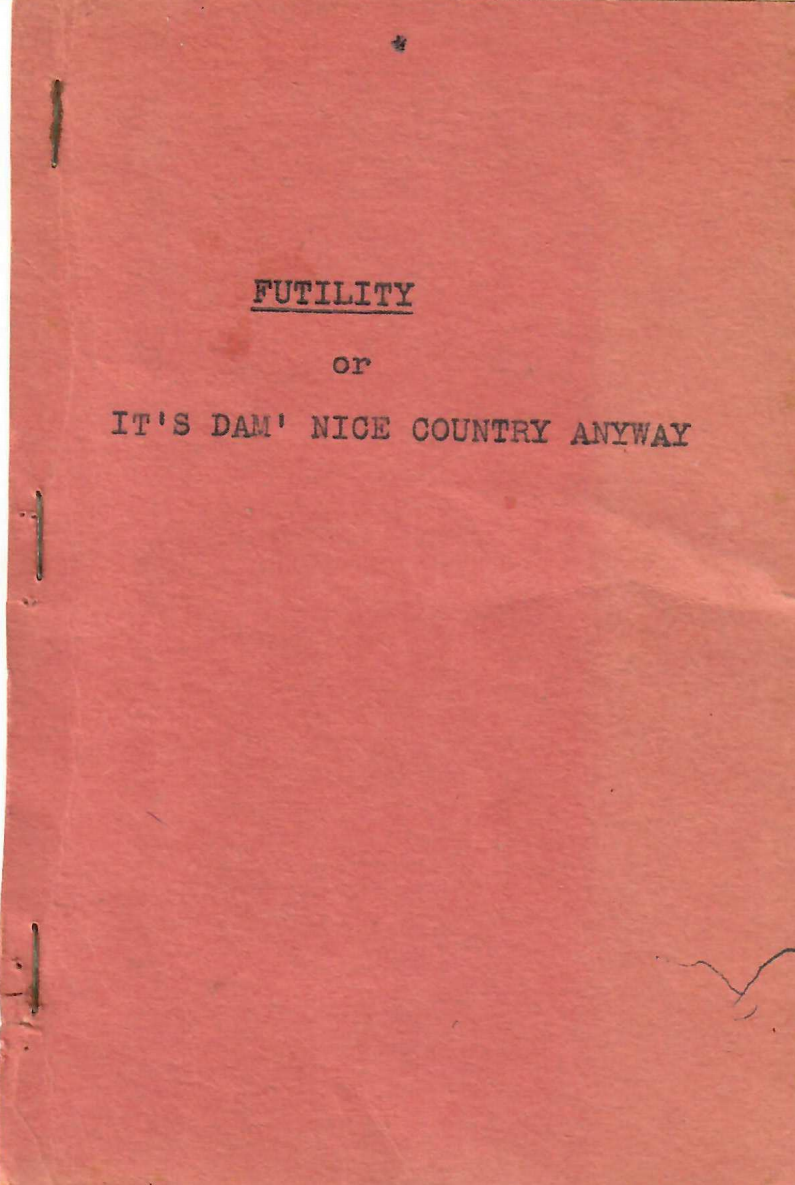 FUTILITY
or
IT'S DAM' NICE COUNTRY ANYWAY